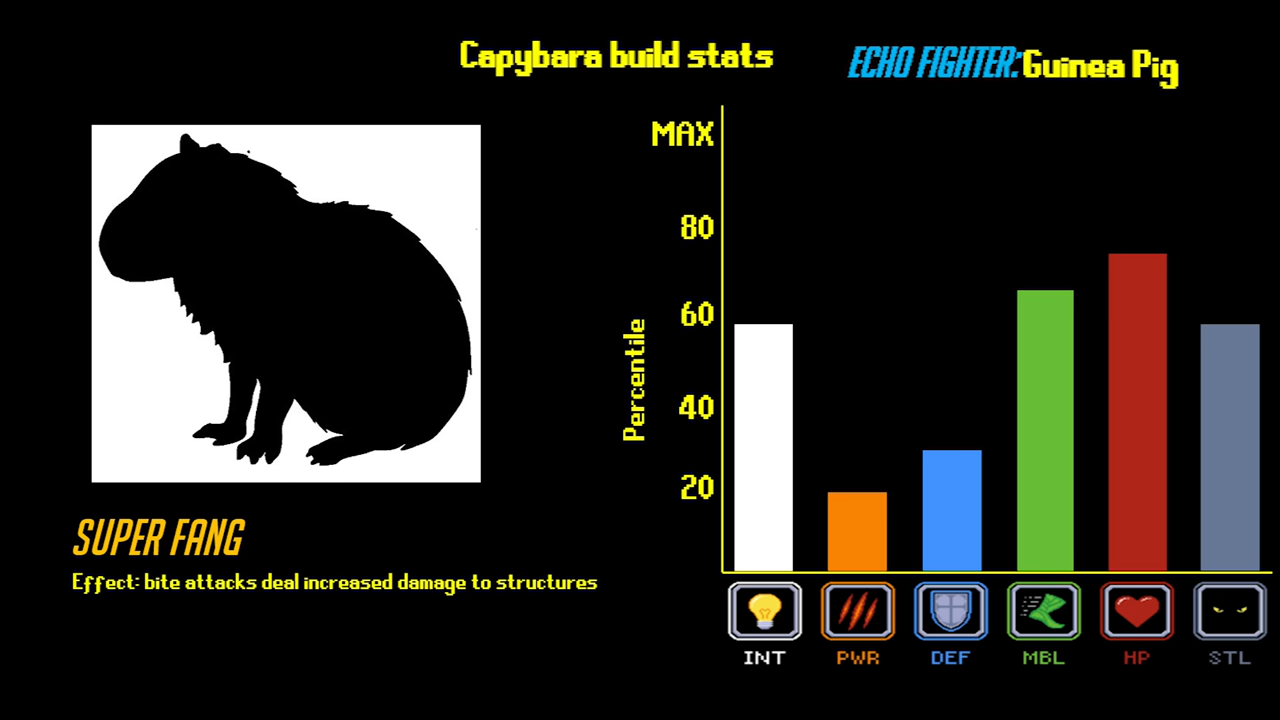 Capybara build stats
ECHO FIGHTER: Guinea Pig
MAX
80
60
40
20
Percentile
SUPER FANG
Effect: bite attacks deal increased damage to structures
INT PWR DEF MBL HP STL